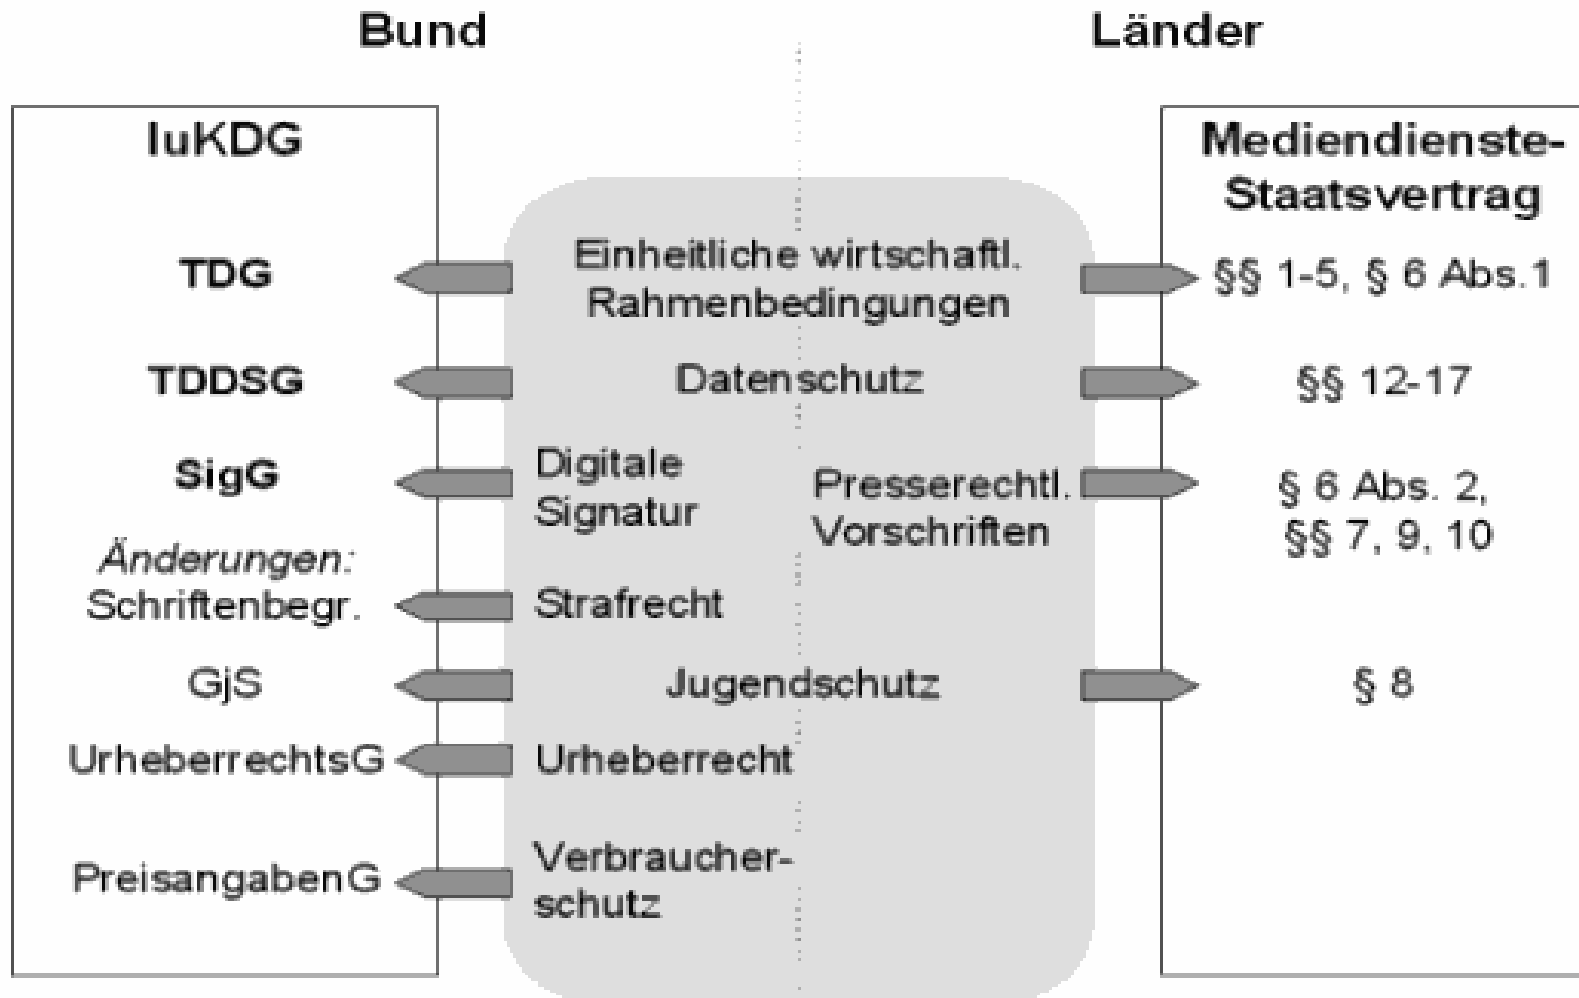 Bund
Länder
IuKDG
Mediendienste-
Staatsvertrag
TDG
Einheitliche wirtschaftl.
Rahmenbedingungen
§§ 1-5, § 6 Abs.1
TDDSG
Datenschutz
§§ 12-17
SigG
Digitale
Signatur
Presserechtl.
Vorschriften
§ 6 Abs. 2,
§§ 7, 9, 10
Änderungen:
Schriftenbegr.
Strafrecht
GjS
Jugendschutz
§ 8
UrheberrechtsG
Urheberrecht
PreisangabenG
Verbraucher-
schutz